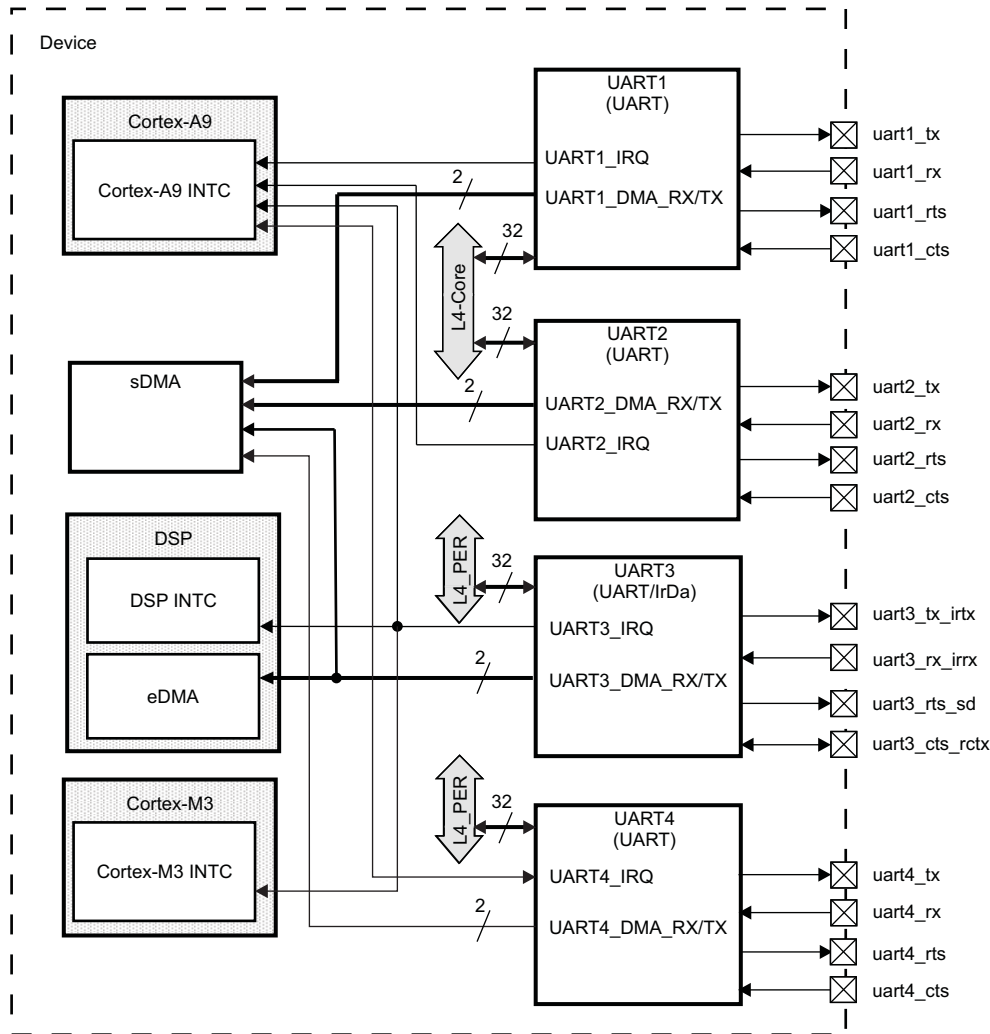 Device
Cortex-A9
Cortex-A9 INTC
UART1
(UART)
UART1_IRQ
UART1_DMA_RX/TX
2
32
L4-Core
uart1_tx
uart1_rx
uart1_rts
uart1_cts
sDMA
32
2
UART2
(UART)
UART2_DMA_RX/TX
UART2_IRQ
uart2_tx
uart2_rx
uart2_rts
uart2_cts
DSP
DSP INTC
eDMA
L4_PER
32
2
UART3
(UART/IrDa)
UART3_IRQ
UART3_DMA_RX/TX
uart3_tx_irtx
uart3_rx_irrx
uart3_rts_sd
uart3_cts_rctx
Cortex-M3
Cortex-M3 INTC
L4_PER
32
2
UART4
(UART)
UART4_IRQ
UART4_DMA_RX/TX
uart4_tx
uart4_rx
uart4_rts
uart4_cts